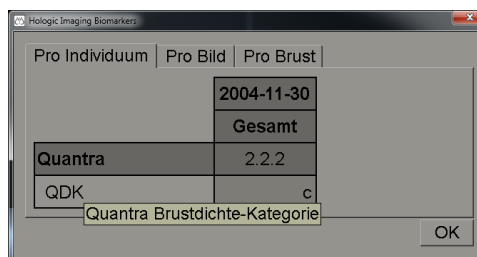 Hologic Imaging Biomarkers
Pro Individuum Pro Bild Pro Brust
2004-11-30
Gesamt
Quantra 2.2.2
QDK c
Quantra Brustdichte-Kategorie
OK